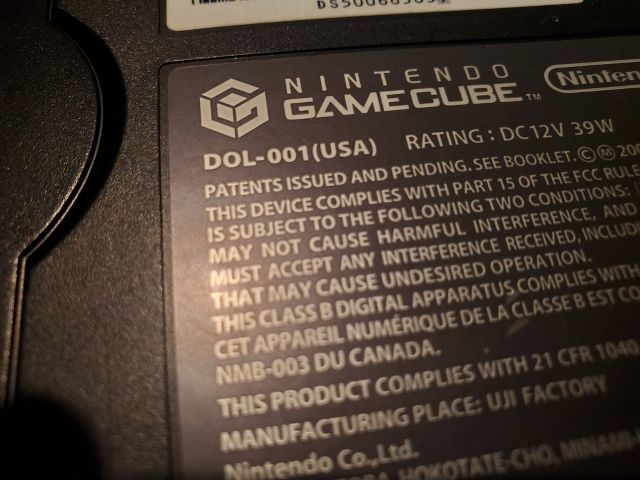 NINTENDO
GAMECUBE™
Nintendo
DOL-001(USA) RATING : DC12V 39W
PATENTS ISSUED AND PENDING. SEE BOOKLET. © Ⓜ
THIS DEVICE COMPLIES WITH PART 15 OF THE FCC RULE
IS SUBJECT TO THE FOLLOWING TWO CONDITIONS:
MAY NOT CAUSE HARMFUL INTERFERENCE, AND
MUST ACCEPT ANY INTERFERENCE RECEIVED, INCLUDI
THAT MAY CAUSE UNDESIRED OPERATION.
THIS CLASS B DIGITAL APPARATUS COMPLIES WITH
CET APPAREIL NUMÉRIQUE DE LA CLASSE B EST CO
NMB-003 DU CANADA.
THIS PRODUCT COMPLIES WITH 21 CFR 1040.
MANUFACTURING PLACE: UJI FACTORY
Nintendo Co.,Ltd.
HOKOTATE-CHO, MINAMI-